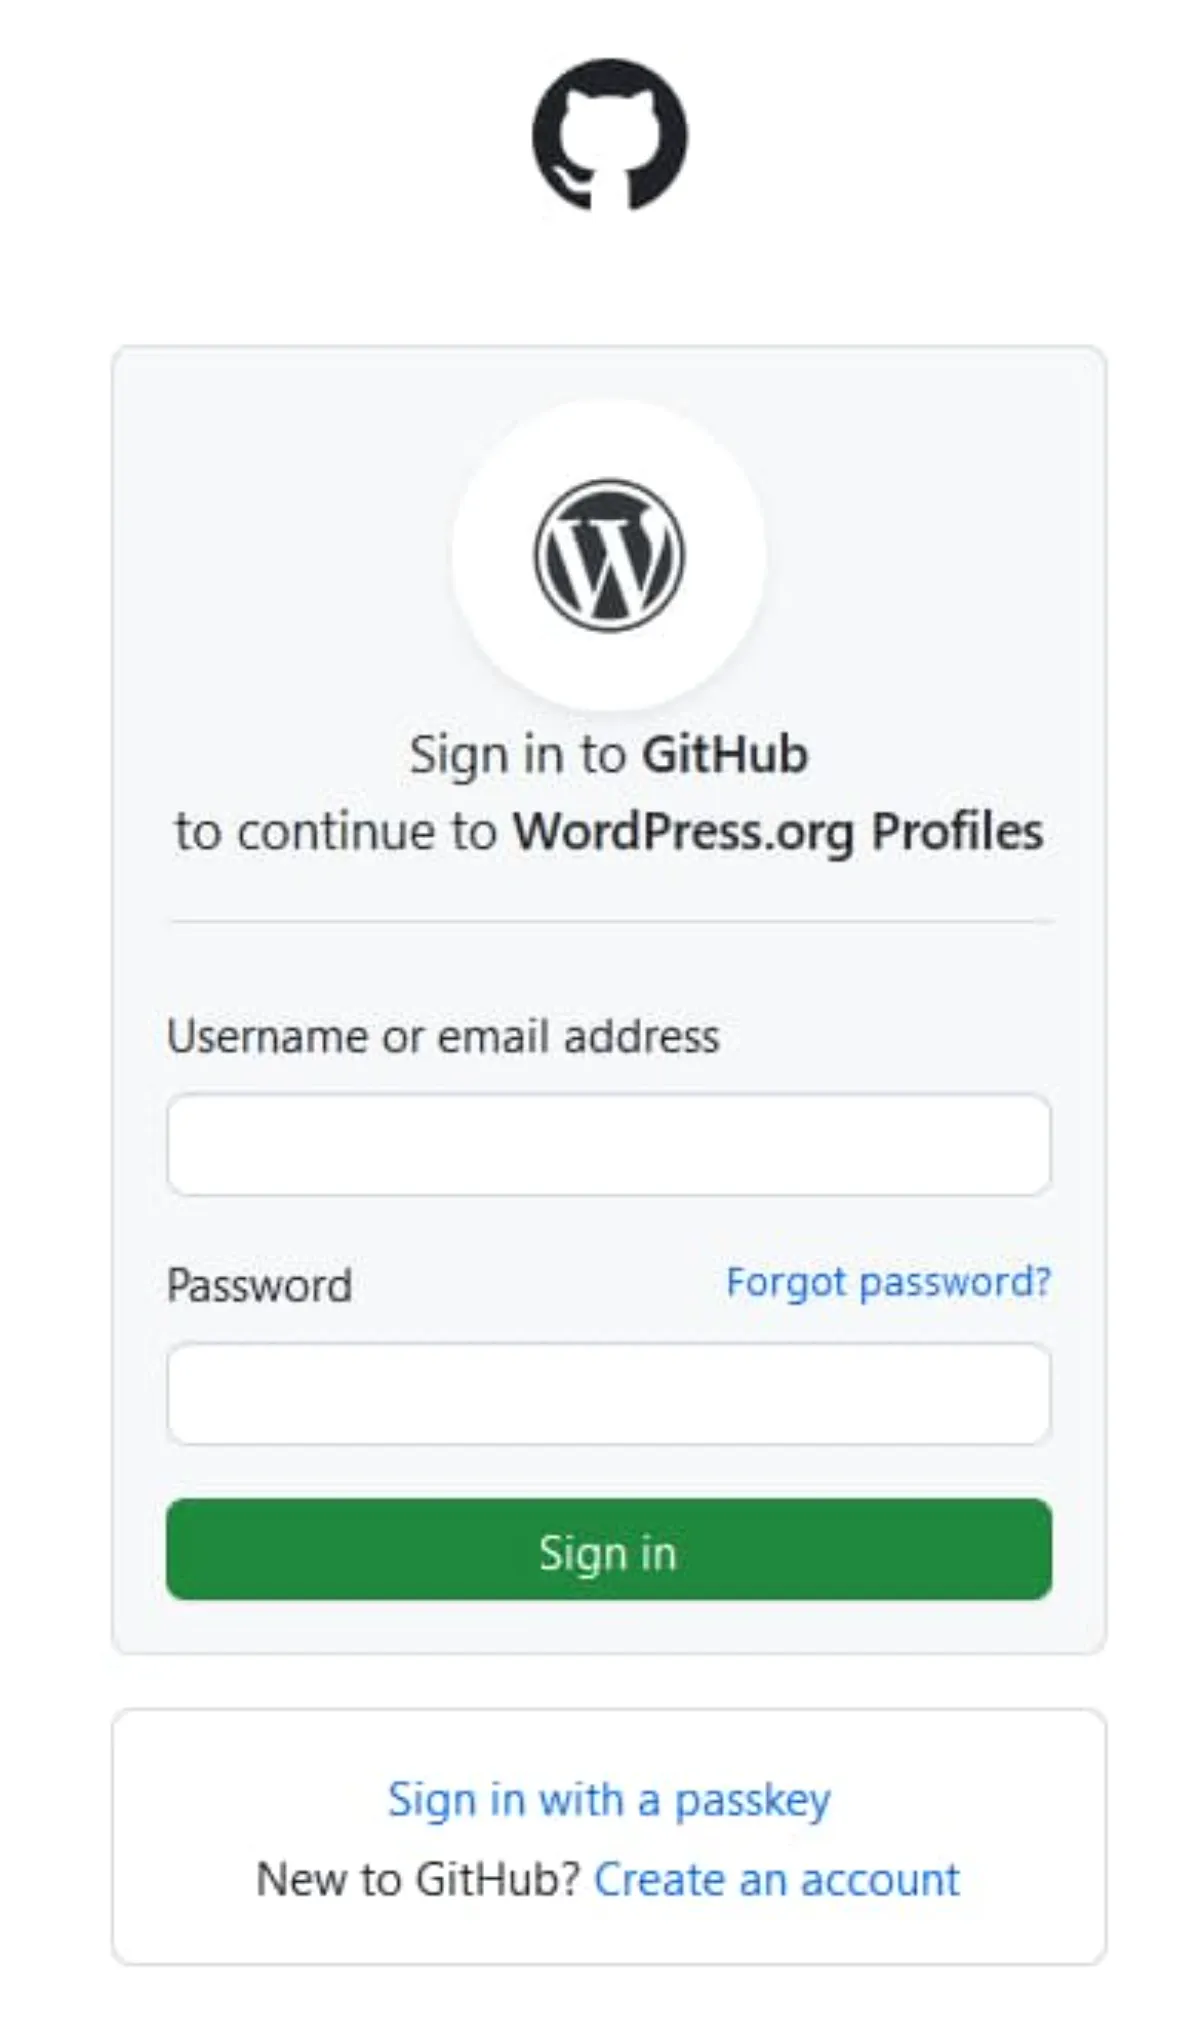 Sign in to GitHub
to continue to WordPress.org Profiles
Username or email address
Password Forgot password?
Sign in
Sign in with a passkey
New to GitHub? Create an account